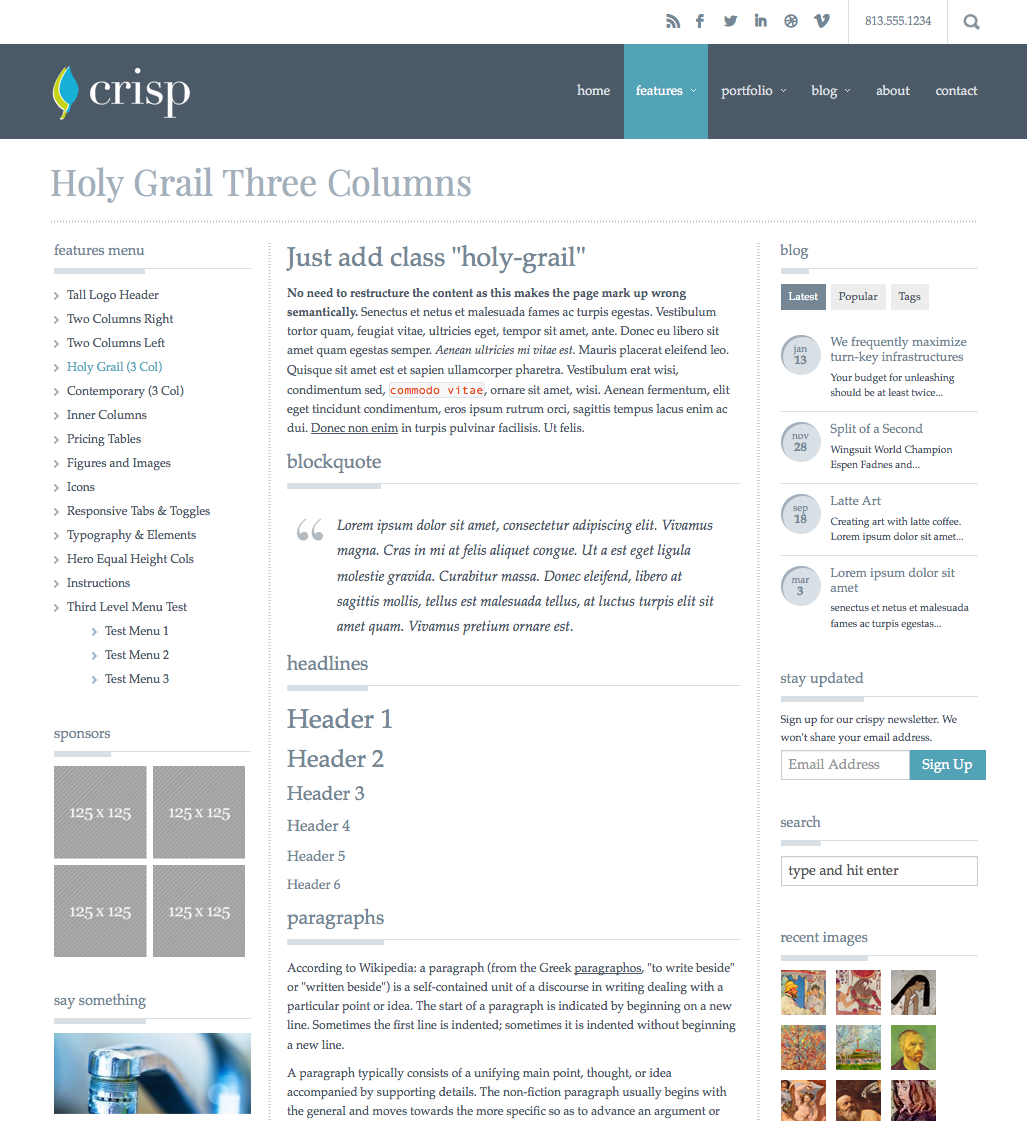 813.555.1234
crisp
home
features
portfolio
blog
about
contact
Holy Grail Three Columns
features menu
Tall Logo Header
Two Columns Right
Two Columns Left
Holy Grail (3 Col)
Contemporary (3 Col)
Inner Columns
Pricing Tables
Figures and Images
Icons
Responsive Tabs & Toggles
Typography & Elements
Hero Equal Height Cols
Instructions
Third Level Menu Test
Test Menu 1
Test Menu 2
Test Menu 3
sponsors
125 x 125
125 x 125
125 x 125
125 x 125
say something
Just add class "holy-grail"
No need to restructure the content as this makes the page mark up wrong
semantically. Senectus et netus et malesuada fames ac turpis egestas. Vestibulum
tortor quam, feugiat vitae, ultricies eget, tempor sit amet, ante. Donec eu libero sit
amet quam egestas semper. Aenean ultricies mi vitae est. Mauris placerat eleifend leo.
Quisque sit amet est et sapien ullamcorper pharetra. Vestibulum erat wisi,
condimentum sed, commodo vitae, ornare sit amet, wisi. Aenean fermentum, elit
eget tincidunt condimentum, eros ipsum rutrum orci, sagittis tempus lacus enim ac
dui. Donec non enim in turpis pulvinar facilisis. Ut felis.
blockquote
“ Lorem ipsum dolor sit amet, consectetur adipiscing elit. Vivamus
magna. Cras in mi at felis aliquet congue. Ut a est eget ligula
molestie gravida. Curabitur massa. Donec eleifend, libero at
sagittis mollis, tellus est malesuada tellus, at luctus turpis elit sit
amet quam. Vivamus pretium ornare est.
headlines
Header 1
Header 2
Header 3
Header 4
Header 5
Header 6
paragraphs
According to Wikipedia: a paragraph (from the Greek paragraphos, "to write beside"
or "written beside") is a self-contained unit of a discourse in writing dealing with a
particular point or idea. The start of a paragraph is indicated by beginning on a new
line. Sometimes the first line is indented; sometimes it is indented without beginning
a new line.
A paragraph typically consists of a unifying main point, thought, or idea
accompanied by supporting details. The non-fiction paragraph usually begins with
the general and moves towards the more specific so as to advance an argument or
blog
Latest
Popular
Tags
jan
13
We frequently maximize
turn-key infrastructures
Your budget for unleashing
should be at least twice...
nov
28
Split of a Second
Wingsuit World Champion
Espen Fadnes and...
sep
18
Latte Art
Creating art with latte coffee.
Lorem ipsum dolor sit amet...
mar
3
Lorem ipsum dolor sit
amet
senectus et netus et malesuada
fames ac turpis egestas...
stay updated
Sign up for our crispy newsletter. We
won't share your email address.
Email Address
Sign Up
search
type and hit enter
recent images